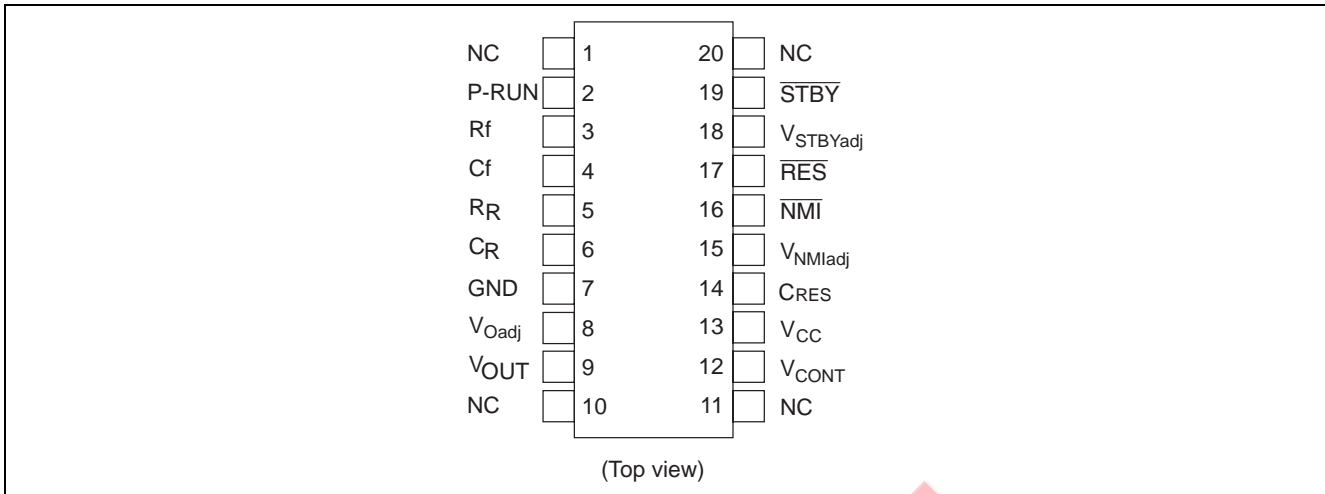 NC 1 20 NC
P-RUN 2 19 STBY
Rf 3 18 VSTBYadj
Cf 4 17 RES
RR 5 16 NMI
CR 6 15 VNMIadj
GND 7 14 CRES
VOadj 8 13 VCC
VOUT 9 12 VCONT
NC 10 11 NC
(Top view)